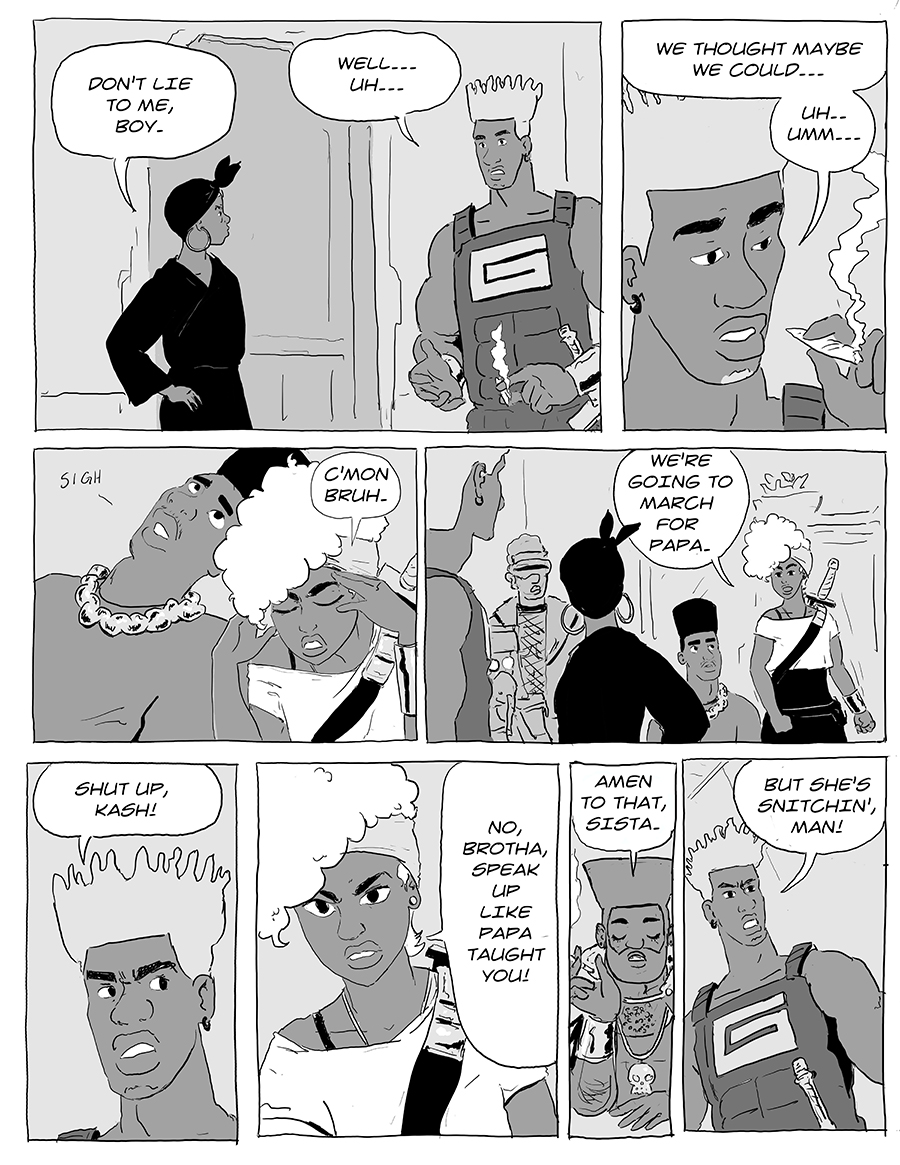 DON'T LIE
TO ME,
BOY.
WELL...
UH...
G
WE THOUGHT MAYBE
WE COULD...
UH..
UMM...
SIGH
C'MON
BRUH.
WE'RE
GOING TO
MARCH
FOR
PAPA.
SHUT UP,
KASH!
NO,
BROTHA,
SPEAK
UP
LIKE
PAPA
TAUGHT
YOU!
AMEN
TO THAT,
SISTA.
BUT SHE'S
SNITCHIN',
MAN!
G